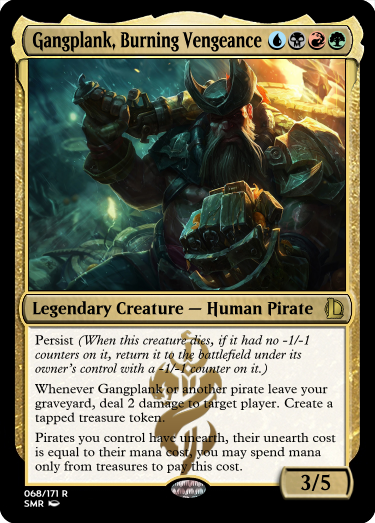 Gangplank, Burning Vengeance
Legendary Creature — Human Pirate
Persist (When this creature dies, if it had no -1/-1
counters on it, return it to the battlefield under its
owner's control with a -1/-1 counter on it.)
Whenever Gangplank or another pirate leave your
graveyard, deal 2 damage to target player. Create a
tapped treasure token.
Pirates you control have unearth, their unearth cost
is equal to their mana cost, you may spend mana
only from treasures to pay this cost.
3/5
068/171 R
SMR